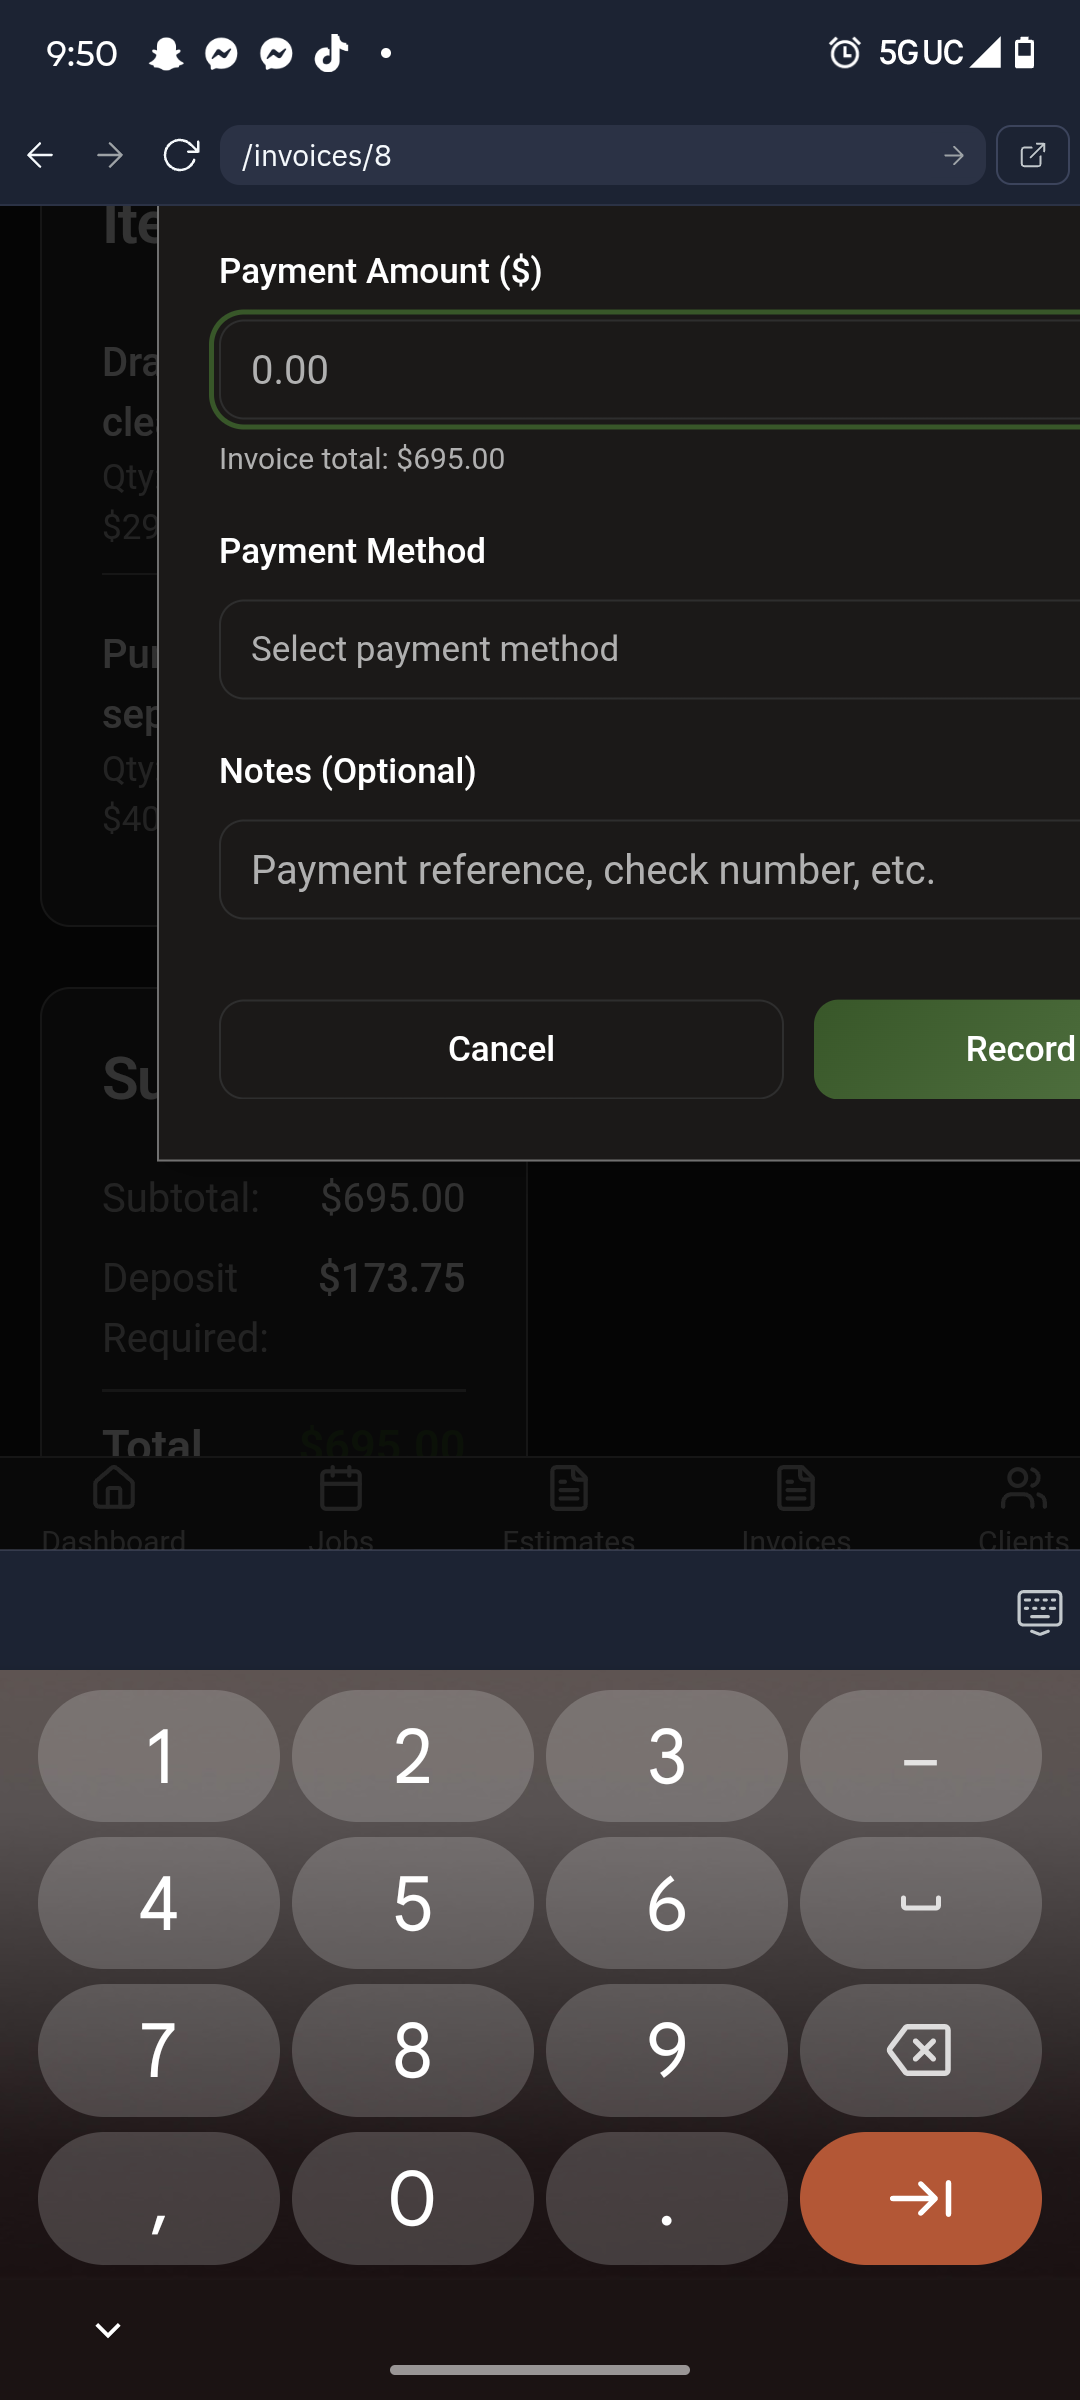 9:50
5G UC
/invoices/8
Ite
Payment Amount ($)
0.00
Invoice total: $695.00
Dra
clea
Qty:
$29
Payment Method
Select payment method
Pur
sep
Qty:
$40
Notes (Optional)
Payment reference, check number, etc.
Cancel
Record
Su
Subtotal: $695.00
Deposit $173.75
Required:
Total $695.00
Dashboard
Jobs
Estimates
Invoices
Clients
1 2 3 –
4 5 6
7 8 9
, 0 .